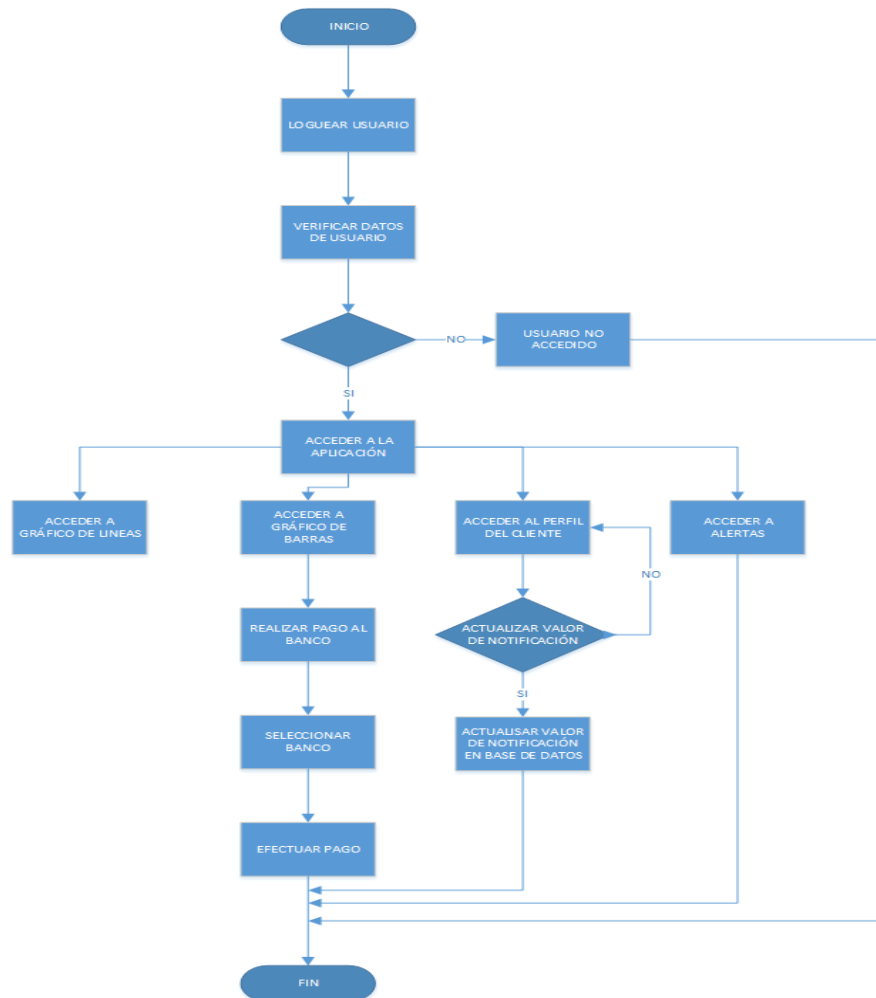 INICIO
LOGUEAR USUARIO
VERIFICAR DATOS
DE USUARIO
NO
USUARIO NO
ACCEDIDO
SI
ACCEDER A LA
APLICACIÓN
ACCEDER A
GRÁFICO DE LINEAS
ACCEDER A
GRÁFICO DE
BARRAS
ACCEDER AL PERFIL
DEL CLIENTE
ACCEDER A
ALERTAS
NO
REALIZAR PAGO AL
BANCO
ACTUALIZAR VALOR
DE NOTIFICACIÓN
SI
SELECCIONAR
BANCO
ACTUALISAR VALOR
DE NOTIFICACIÓN
EN BASE DE DATOS
EFECTUAR PAGO
FIN